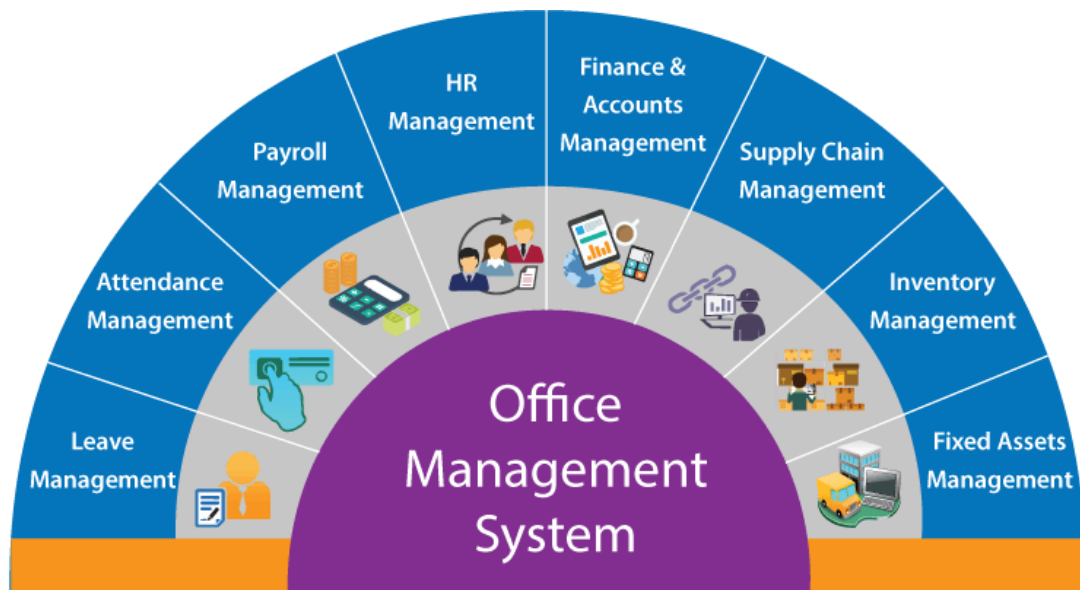 Leave
Management
Attendance
Management
Payroll
Management
HR
Management
Finance &
Accounts
Management
Supply Chain
Management
Inventory
Management
Fixed Assets
Management
Office
Management
System